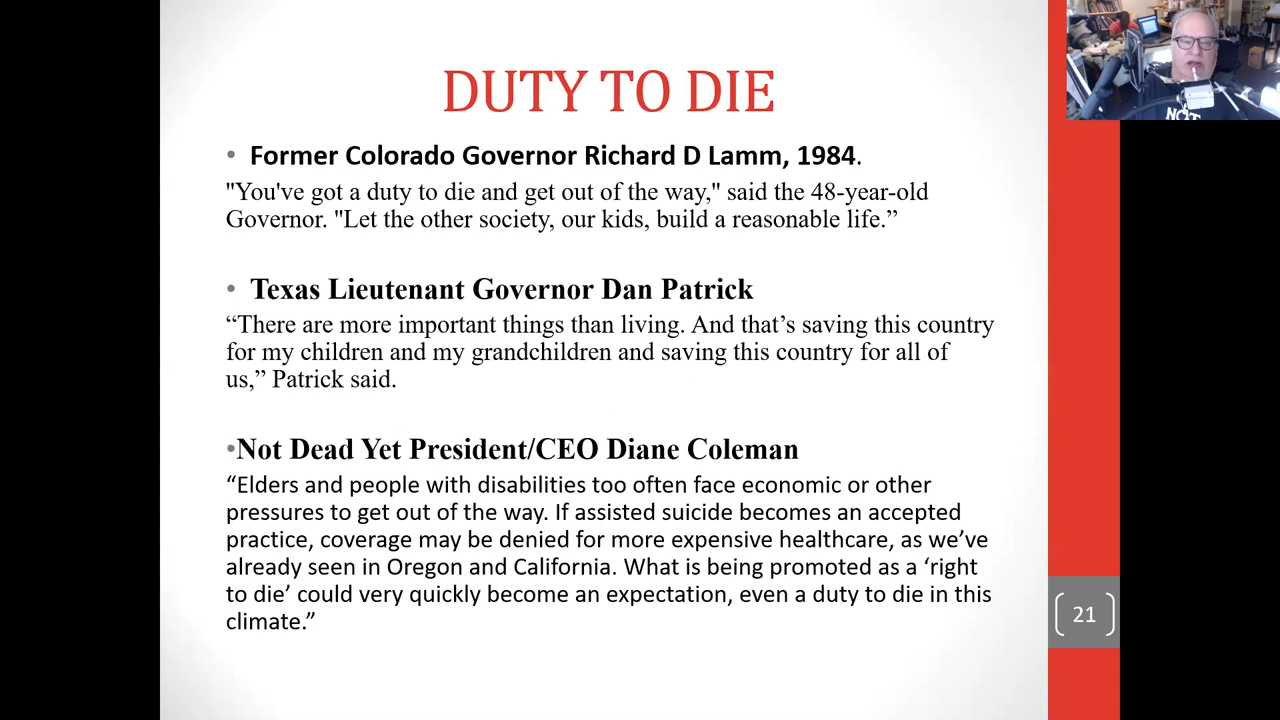 DUTY TO DIE
• Former Colorado Governor Richard D Lamm, 1984.
"You've got a duty to die and get out of the way," said the 48-year-old
Governor. "Let the other society, our kids, build a reasonable life.”
• Texas Lieutenant Governor Dan Patrick
“There are more important things than living. And that’s saving this country
for my children and my grandchildren and saving this country for all of
us,” Patrick said.
•Not Dead Yet President/CEO Diane Coleman
“Elders and people with disabilities too often face economic or other
pressures to get out of the way. If assisted suicide becomes an accepted
practice, coverage may be denied for more expensive healthcare, as we’ve
already seen in Oregon and California. What is being promoted as a ‘right
to die’ could very quickly become an expectation, even a duty to die in this
climate.”
21
NOT